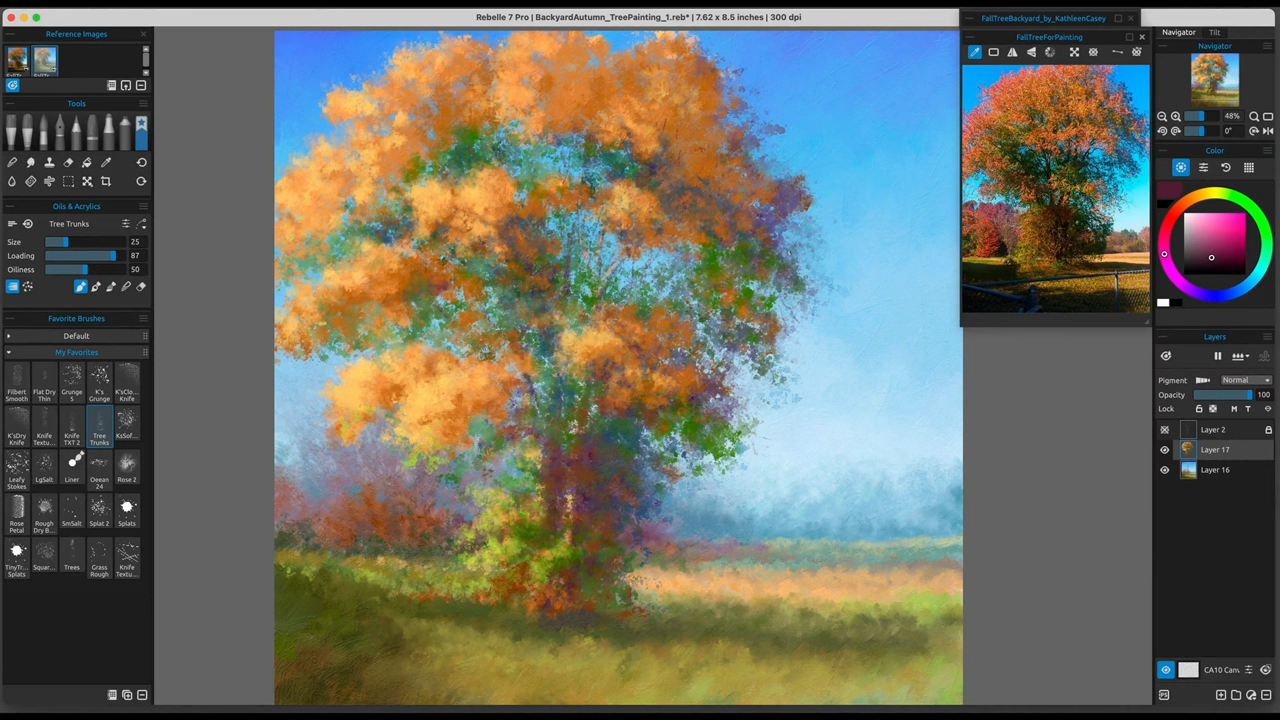 Rebelle 7 Pro | BackyardAutumn_TreePainting_1.reb* | 7.62 x 8.5 inches | 300 dpi
Reference Images
Tools
Oils & Acrylics
Tree Trunks
Size 25
Loading 87
Oiliness 50
Favorite Brushes
Default
My Favorites
Filbert Smooth
Flat Dry Thin
Grunge 5
K's Grunge
K'sClo... Knife
K'sDry Knife
Knife Textu...
Knife TXT 2
Tree Trunks
KsSof...
Leafy Stokes
LgSalt
Liner
Ocean 24
Rose 2
Rose Petal
Rough Dry B...
SmSalt
Splat 2
Splats
TinyTr... Splats
Squar...
Trees
Grass Rough
Knife Textu...
FallTreeBackyard_by_KathleenCasey
FallTreeForPainting
Navigator Tilt
Navigator
48%
0°
Color
Layers
Pigment Normal
Opacity 100
Lock M T
Layer 2
Layer 17
Layer 16
CA10 Canv
PS